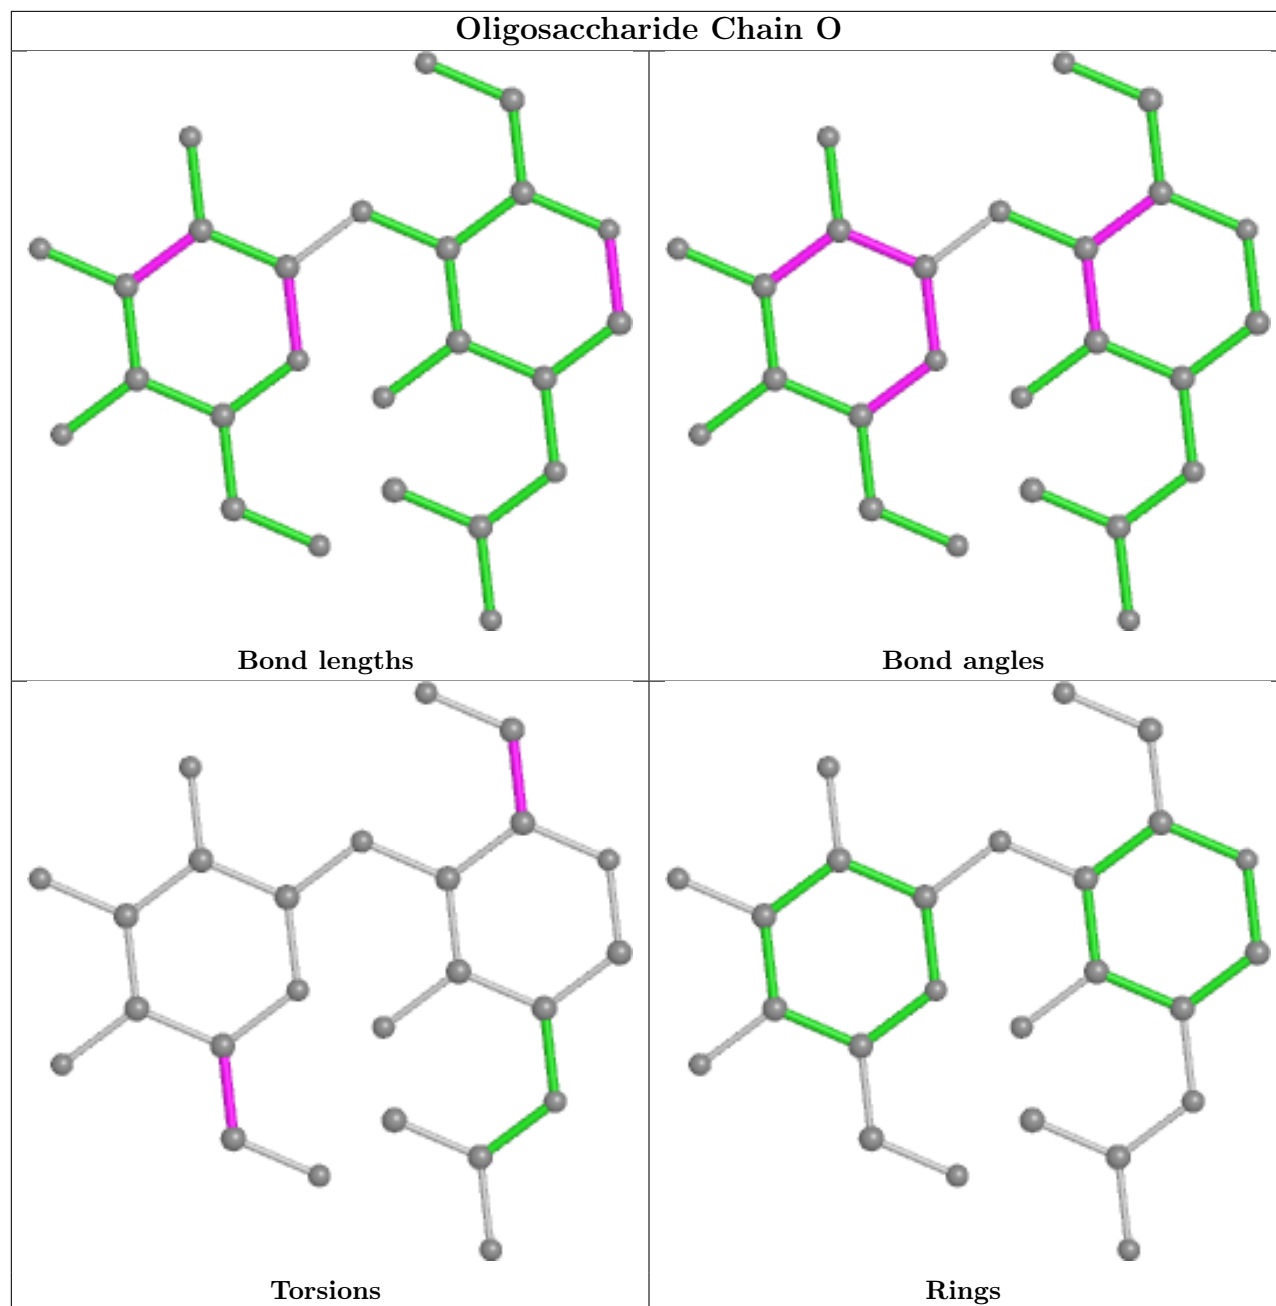 Oligosaccharide Chain O
Bond lengths
Bond angles
Torsions
Rings